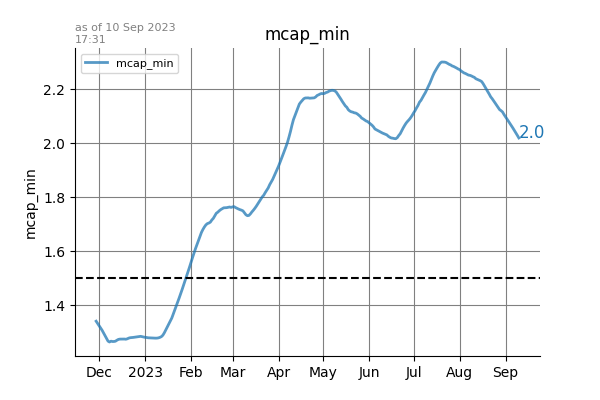 as of 10 Sep 2023
17:31
mcap_min
mcap_min
2.2
2.0
1.8
1.6
1.4
mcap_min
2.0
Dec 2023 Feb Mar Apr May Jun Jul Aug Sep